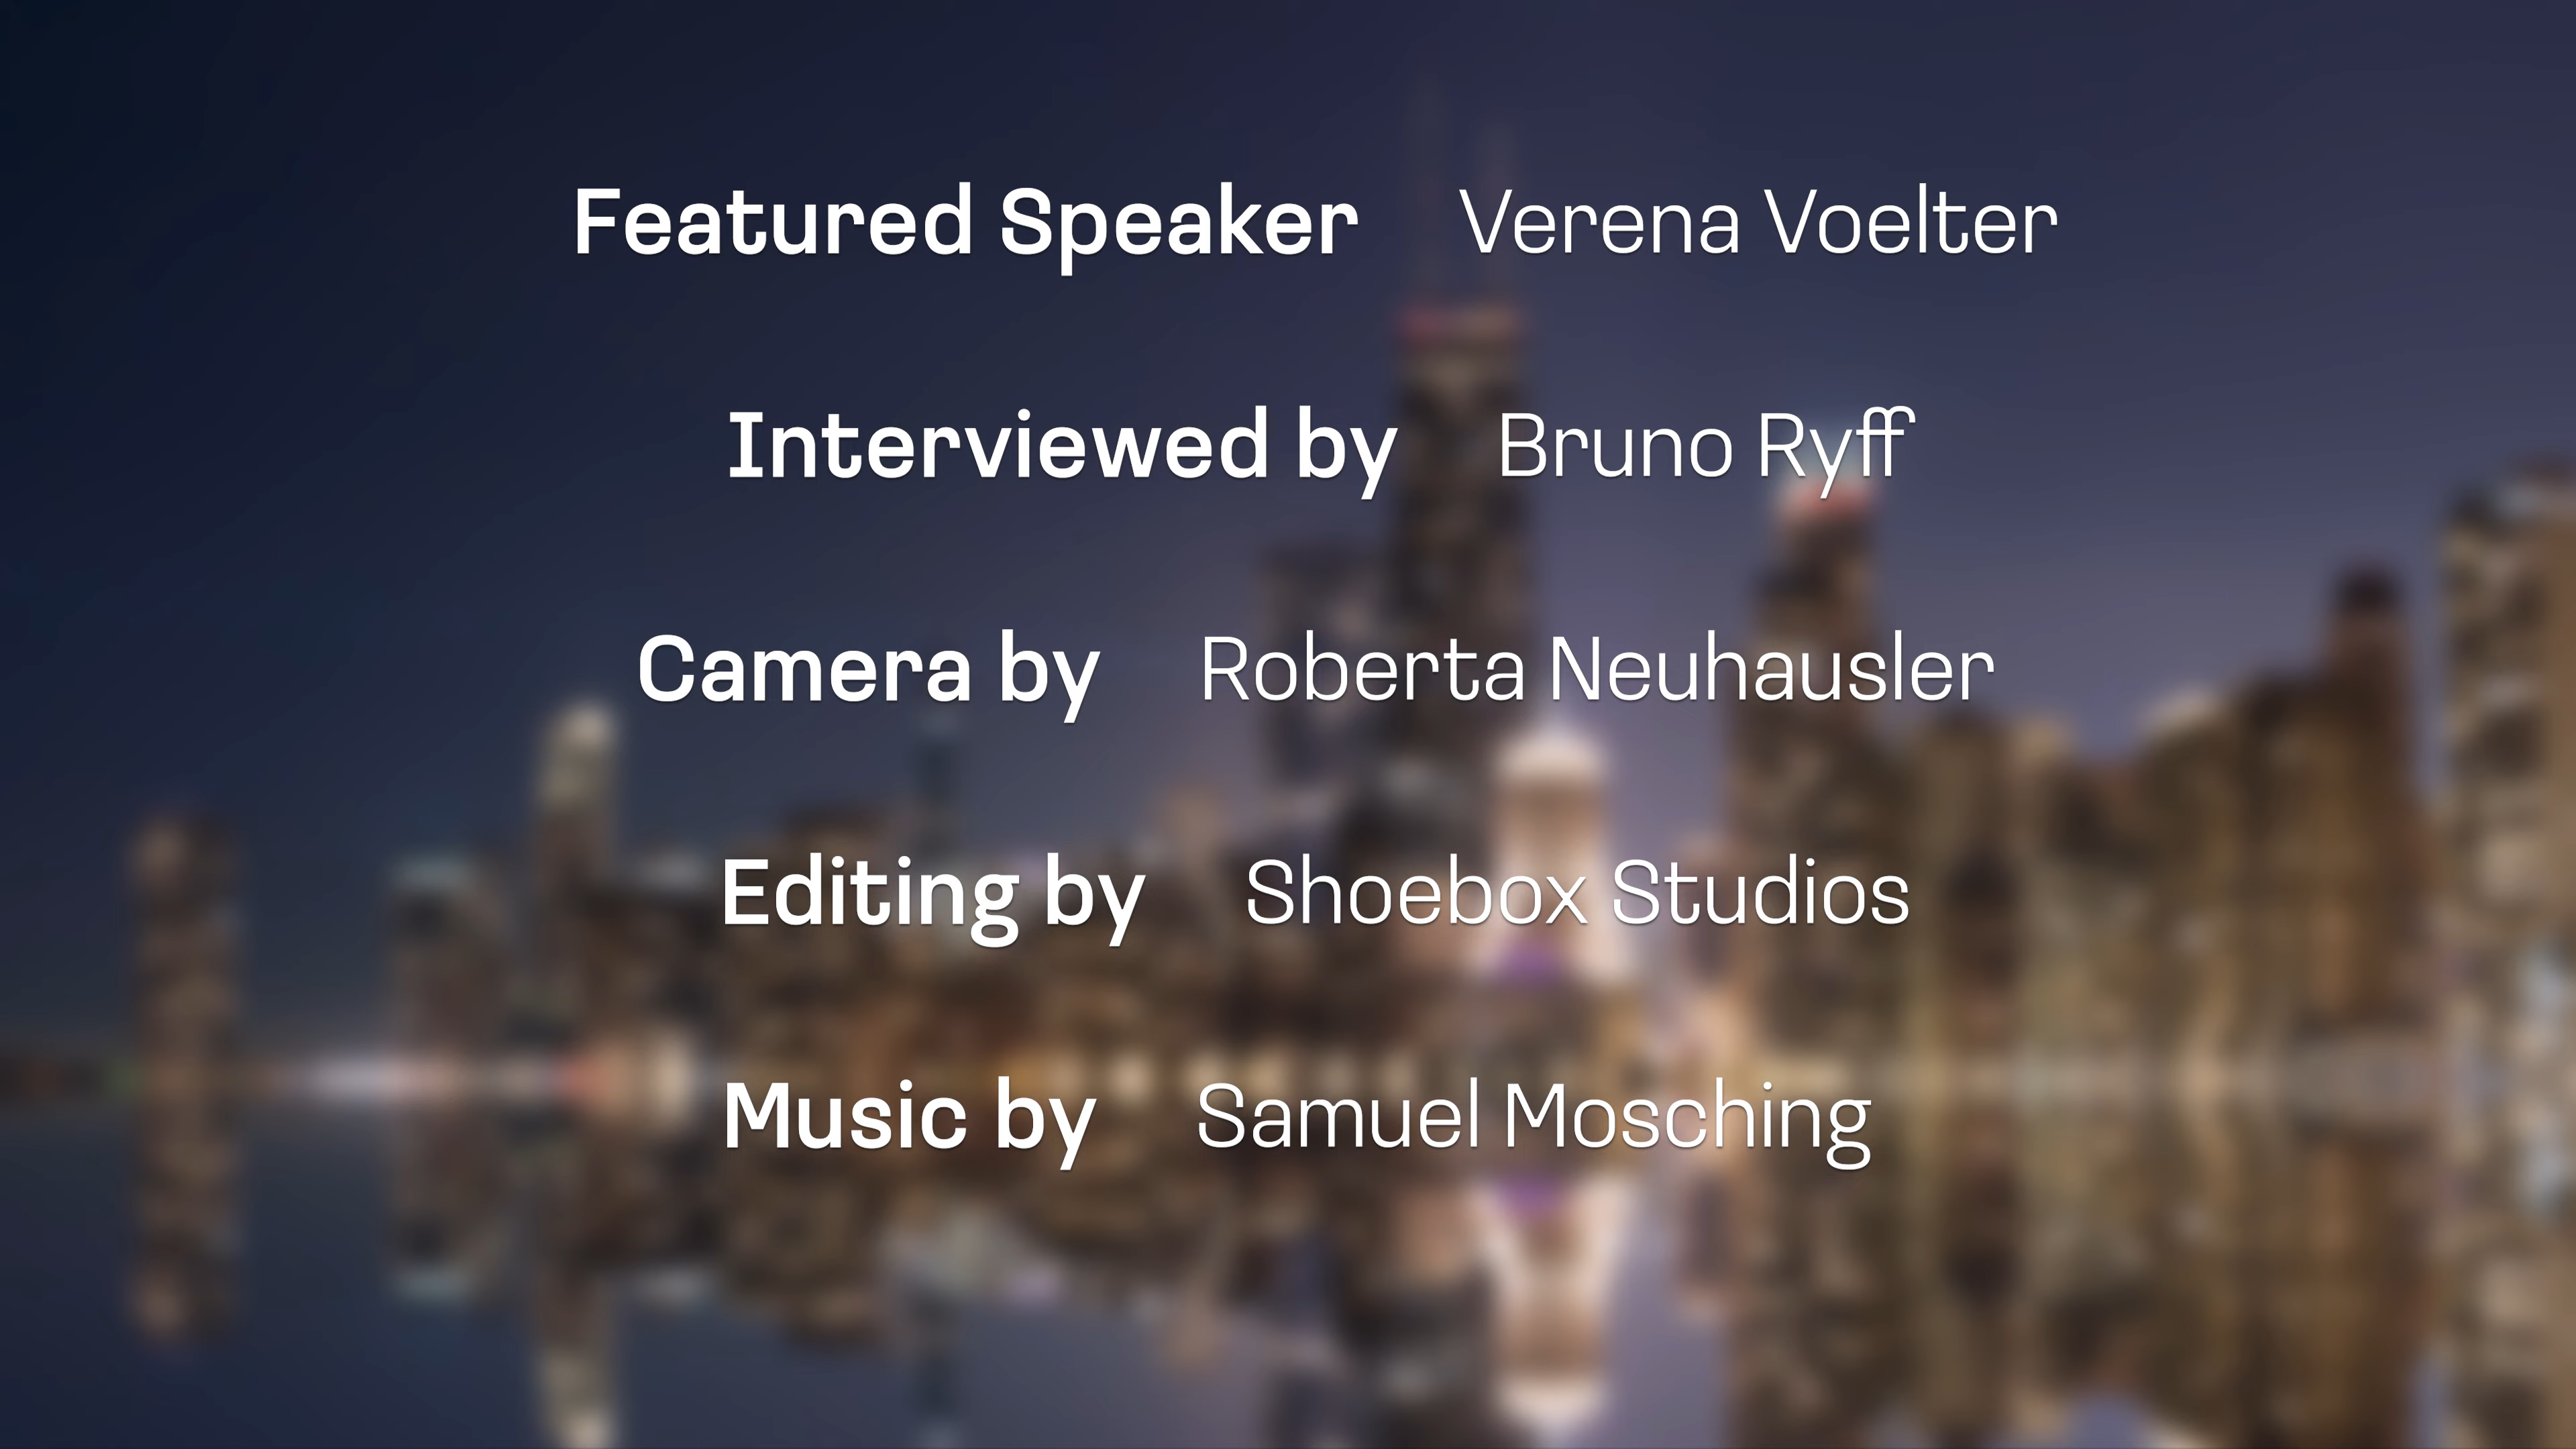 Featured Speaker Verena Voelter
Interviewed by Bruno Ryff
Camera by Roberta Neuhausler
Editing by Shoebox Studios
Music by Samuel Mosching